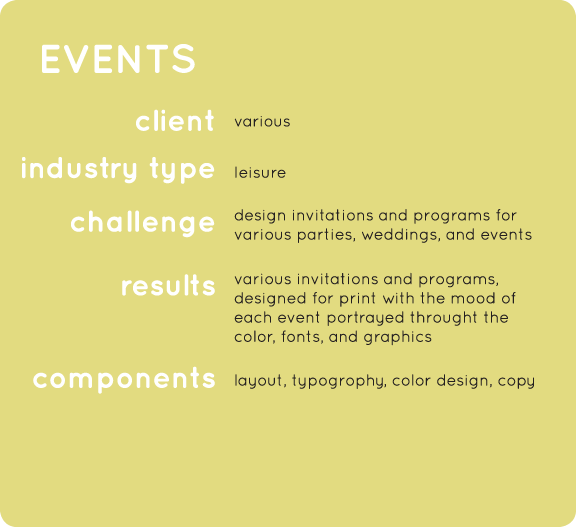 EVENTS
client various
industry type leisure
challenge design invitations and programs for
various parties, weddings, and events
results various invitations and programs,
designed for print with the mood of
each event portrayed throught the
color, fonts, and graphics
components layout, typogrophy, color design, copy